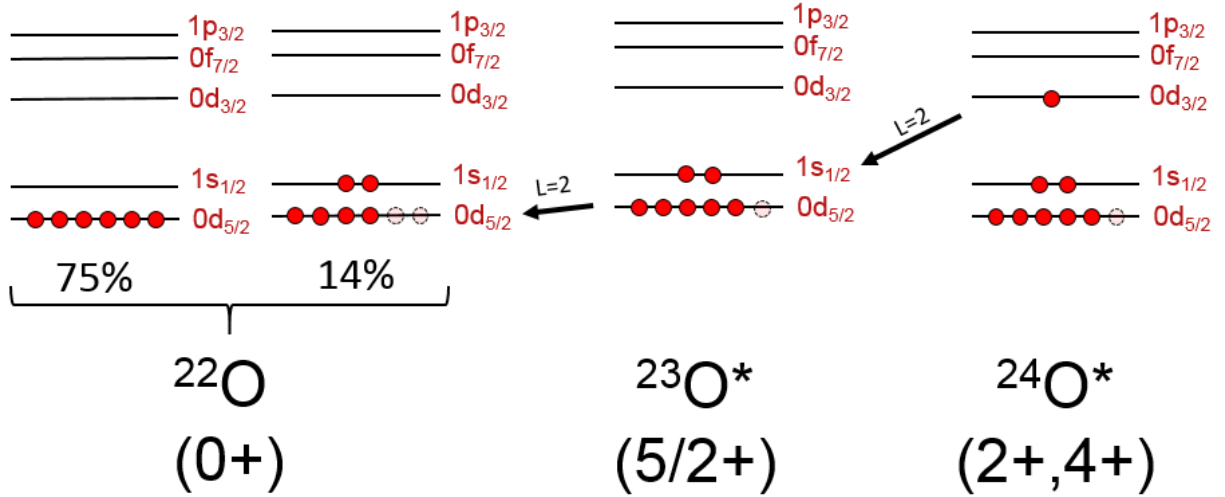 1p3/2 1p3/2 1p3/2 1p3/2
0f7/2 0f7/2 0f7/2 0f7/2
0d3/2 0d3/2 0d3/2 0d3/2
L=2
1s1/2 1s1/2 1s1/2 1s1/2
L=2
0d5/2 0d5/2 0d5/2 0d5/2
75% 14%
22O 23O* 24O*
(0+) (5/2+) (2+,4+)